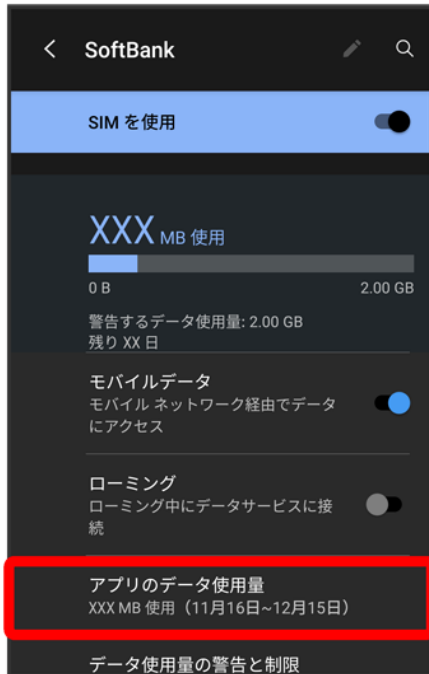 SoftBank
SIM を使用
XXX MB 使用
0 B 2.00 GB
警告するデータ使用量: 2.00 GB
残り XX 日
モバイルデータ
モバイル ネットワーク経由でデータ
にアクセス
ローミング
ローミング中にデータサービスに接
続
アプリのデータ使用量
XXX MB 使用（11月16日~12月15日）
データ使用量の警告と制限